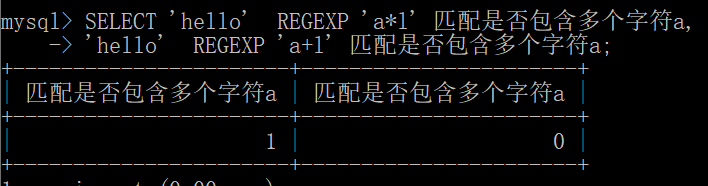 mysql> SELECT 'hello'  REGEXP 'a*l' 匹配是否包含多个字符a,
    -> 'hello'  REGEXP 'a+l' 匹配是否包含多个字符a;
+-------------------------+-------------------------+
| 匹配是否包含多个字符a | 匹配是否包含多个字符a |
+-------------------------+-------------------------+
|                       1 |                       0 |
+-------------------------+-------------------------+